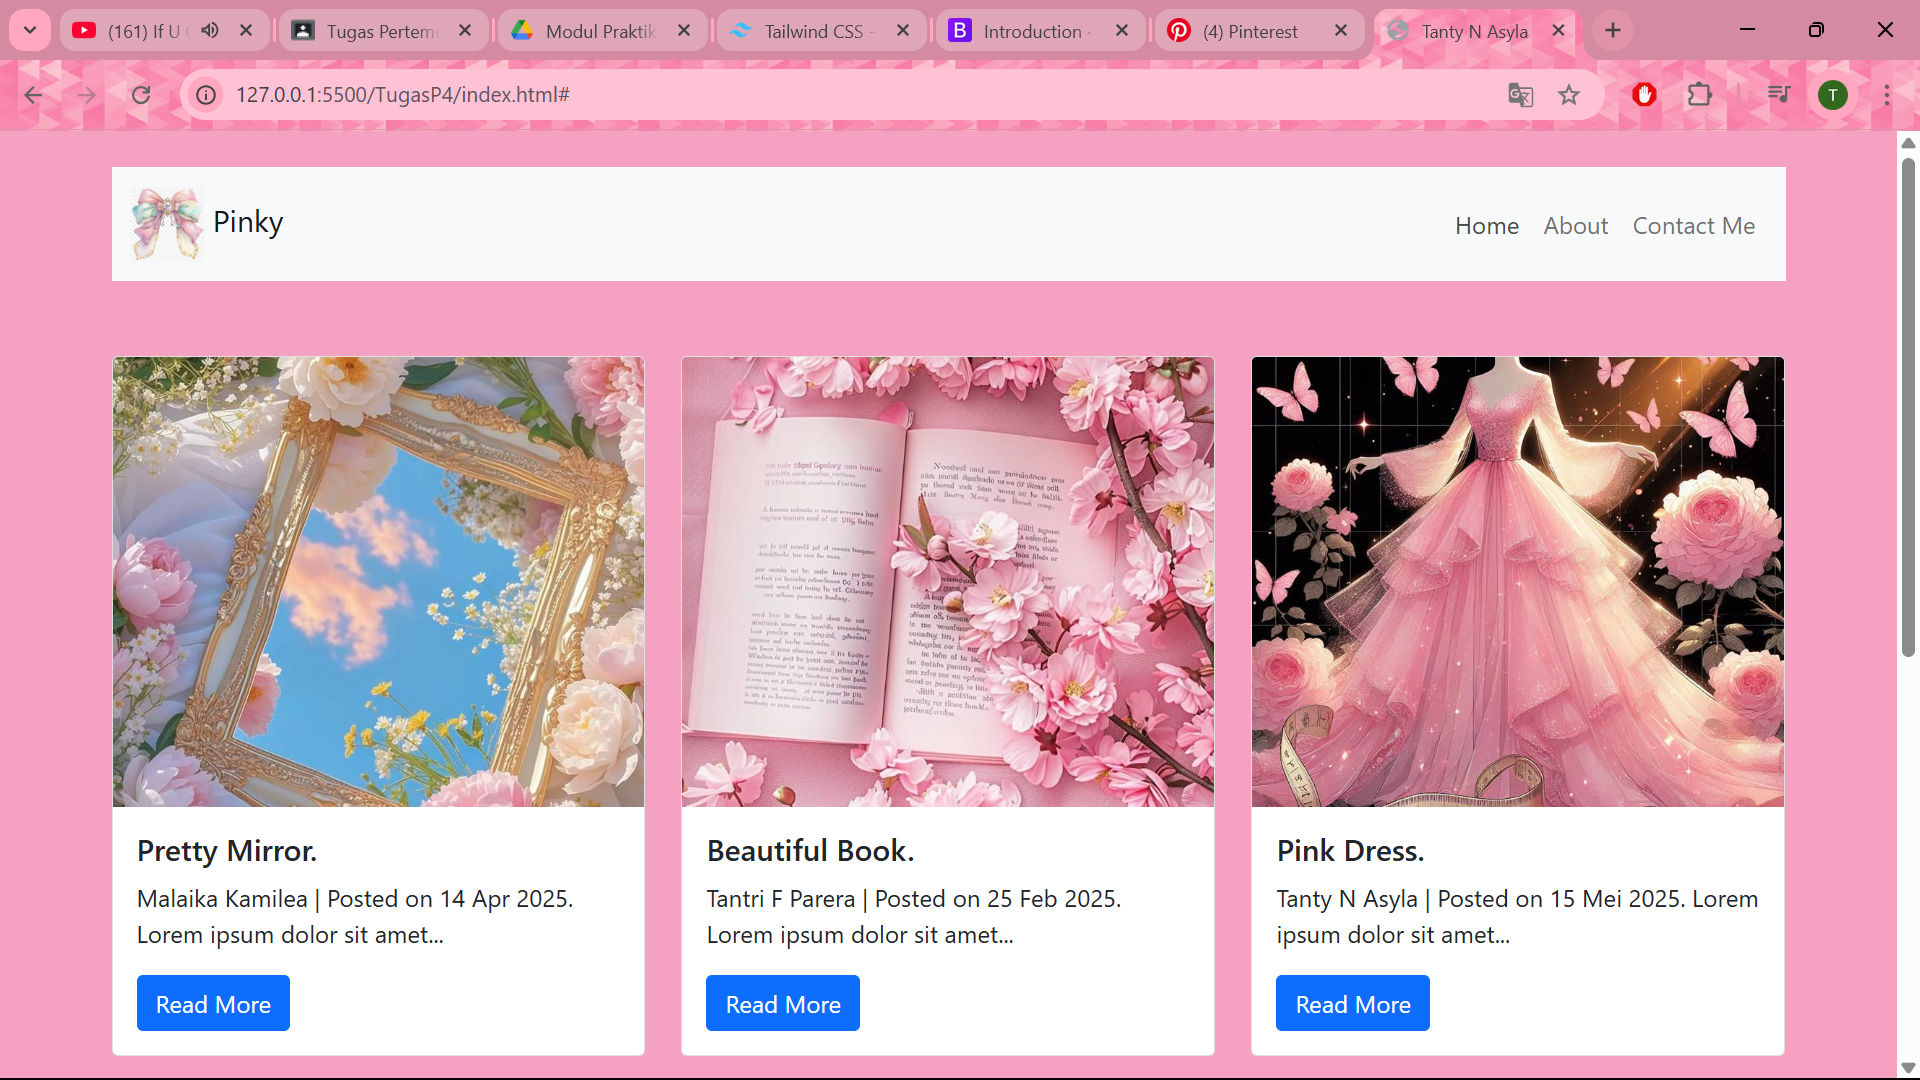 (161) If U
Tugas Pertem
Modul Praktik
Tailwind CSS -
Introduction ·
(4) Pinterest
Tanty N Asyla
127.0.0.1:5500/TugasP4/index.html#
T
Pinky
Home
About
Contact Me
Pretty Mirror.
Malaika Kamilea | Posted on 14 Apr 2025.
Lorem ipsum dolor sit amet...
Read More
Beautiful Book.
Tantri F Parera | Posted on 25 Feb 2025.
Lorem ipsum dolor sit amet...
Read More
Pink Dress.
Tanty N Asyla | Posted on 15 Mei 2025. Lorem
ipsum dolor sit amet...
Read More